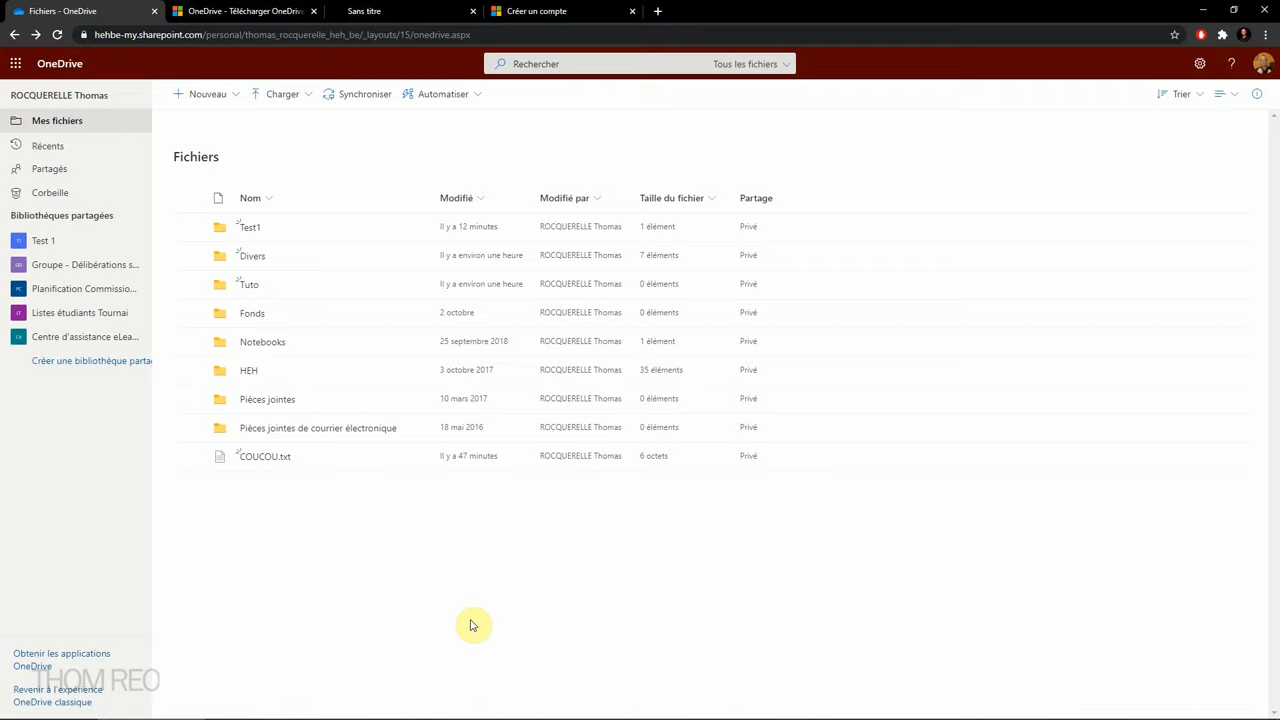 Fichiers - OneDrive
OneDrive - Télécharger OneDrive
Sans titre
Créer un compte
hehbe-my.sharepoint.com/personal/thomas_rocquerelle_heh_be/_layouts/15/onedrive.aspx
OneDrive
Rechercher
Tous les fichiers
ROCQUERELLE Thomas
Nouveau
Charger
Synchroniser
Automatiser
Trier
Mes fichiers
Récents
Partagés
Corbeille
Bibliothèques partagées
T1 Test 1
GD Groupe - Délibérations s...
PC Planification Commissio...
LT Listes étudiants Tournai
Ce Centre d'assistance eLea...
Créer une bibliothèque partag
Fichiers
Nom Modifié Modifié par Taille du fichier Partage
Test1 Il y a 12 minutes ROCQUERELLE Thomas 1 élément Privé
Divers Il y a environ une heure ROCQUERELLE Thomas 7 éléments Privé
Tuto Il y a environ une heure ROCQUERELLE Thomas 0 éléments Privé
Fonds 2 octobre ROCQUERELLE Thomas 0 éléments Privé
Notebooks 25 septembre 2018 ROCQUERELLE Thomas 1 élément Privé
HEH 3 octobre 2017 ROCQUERELLE Thomas 35 éléments Privé
Pièces jointes 10 mars 2017 ROCQUERELLE Thomas 0 éléments Privé
Pièces jointes de courrier électronique 18 mai 2016 ROCQUERELLE Thomas 0 éléments Privé
COUCOU.txt Il y a 47 minutes ROCQUERELLE Thomas 6 octets Privé
Obtenir les applications
OneDrive
THOM REO
Revenir à l'expérience
OneDrive classique